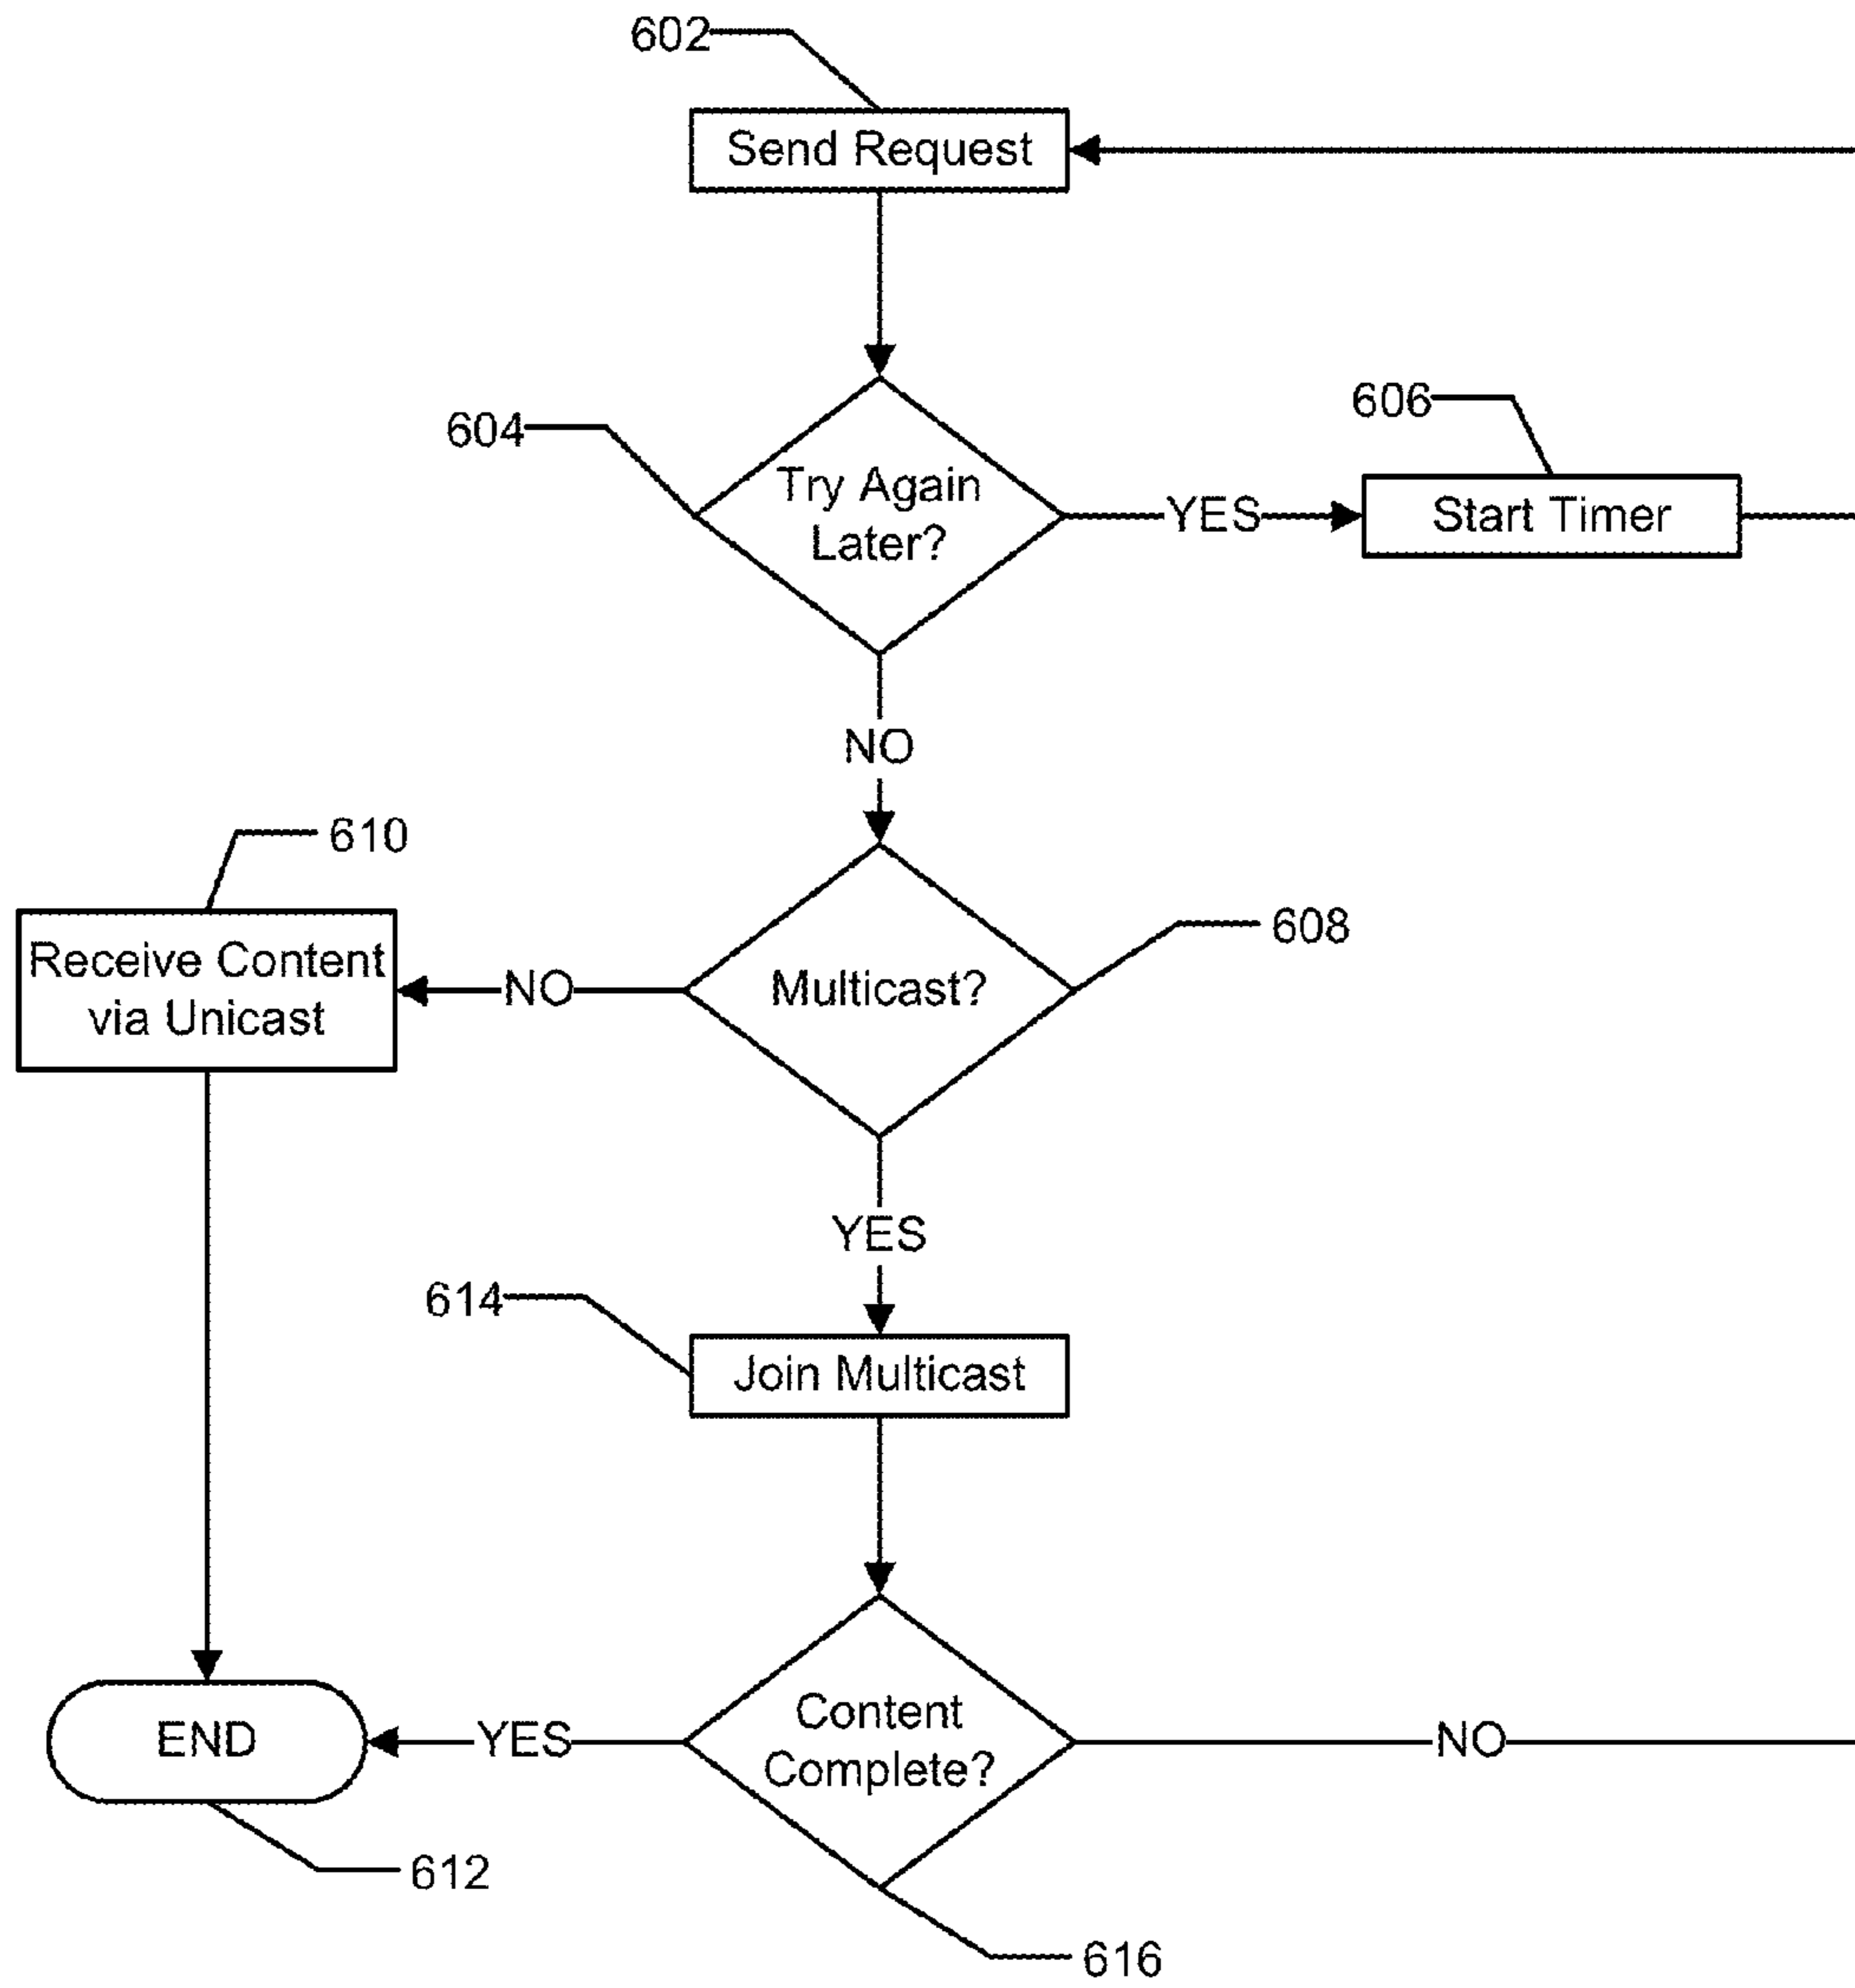 602
Send Request
604
Try Again
Later?
YES
606
Start Timer
NO
610
Receive Content
via Unicast
NO
Multicast?
608
YES
614
Join Multicast
END
YES
Content
Complete?
NO
612
616